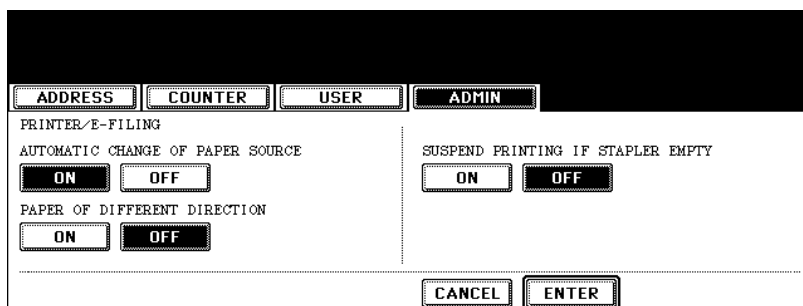 ADDRESS COUNTER USER ADMIN
PRINTER/E-FILING
AUTOMATIC CHANGE OF PAPER SOURCE
ON OFF
PAPER OF DIFFERENT DIRECTION
ON OFF
SUSPEND PRINTING IF STAPLER EMPTY
ON OFF
CANCEL ENTER